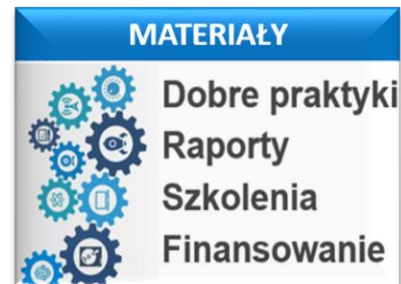 MATERIAŁY
Dobre praktyki
Raporty
Szkolenia
Finansowanie